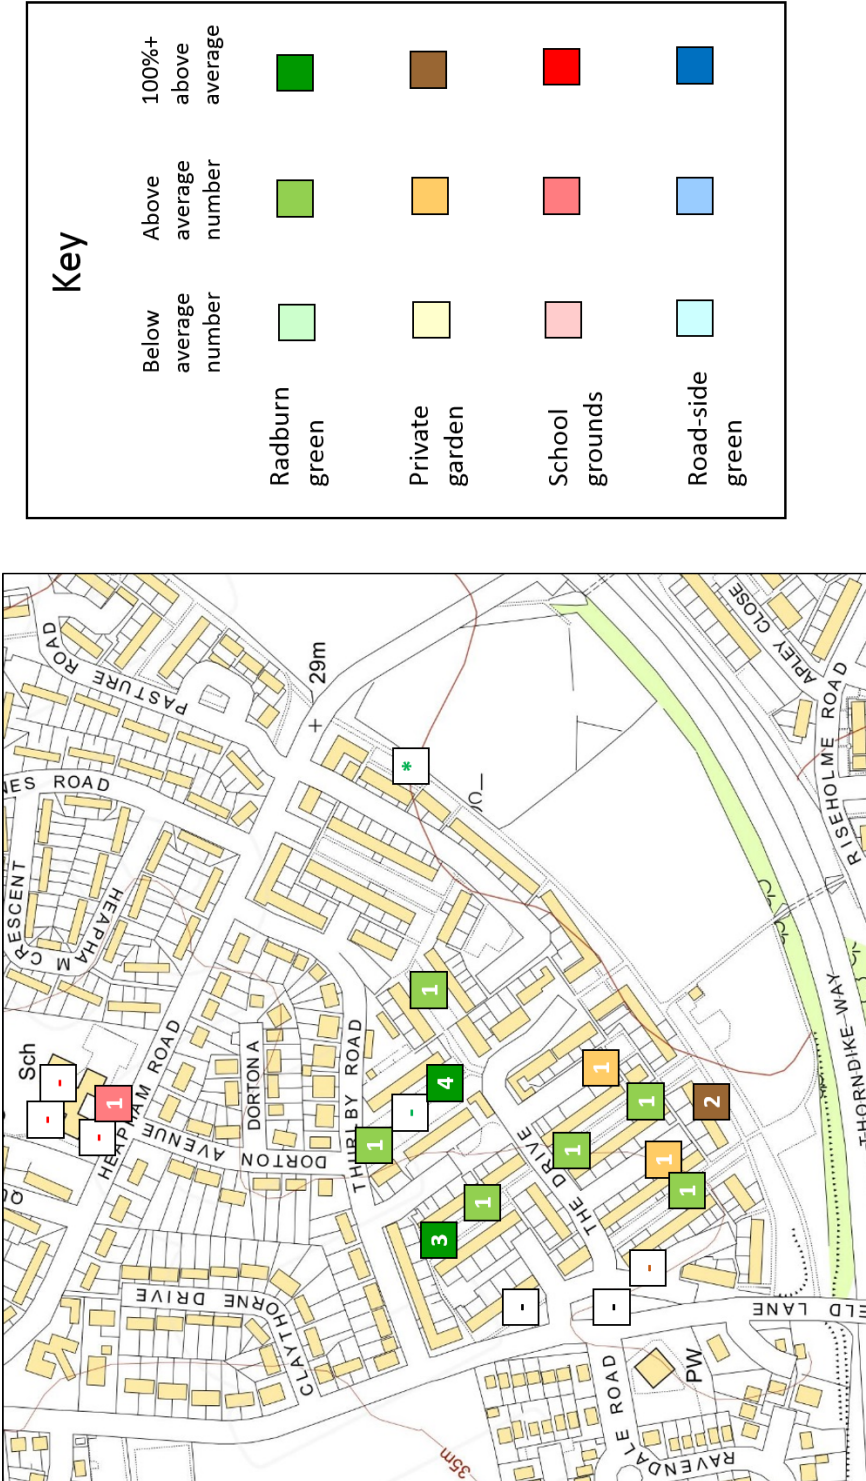 Key
Below average number
Above average number
100%+ above average
Radburn green
Private garden
School grounds
Road-side green
PASTURE ROAD
NES ROAD
HEAPHAM CRESCENT
29m
Sch
HEAPHAM ROAD
DORTON AVENUE
DORTON A
THURLBY ROAD
CLAYTHORNE DRIVE
THE DRIVE
RAVENDALE ROAD
PW
35m
ELD LANE
THORNDIKE WAY
RISEHOLME ROAD
APLEY CLOSE
QU
*
-
-
-
1
1
4
-
1
1
3
1
1
1
1
1
2
-
-
-